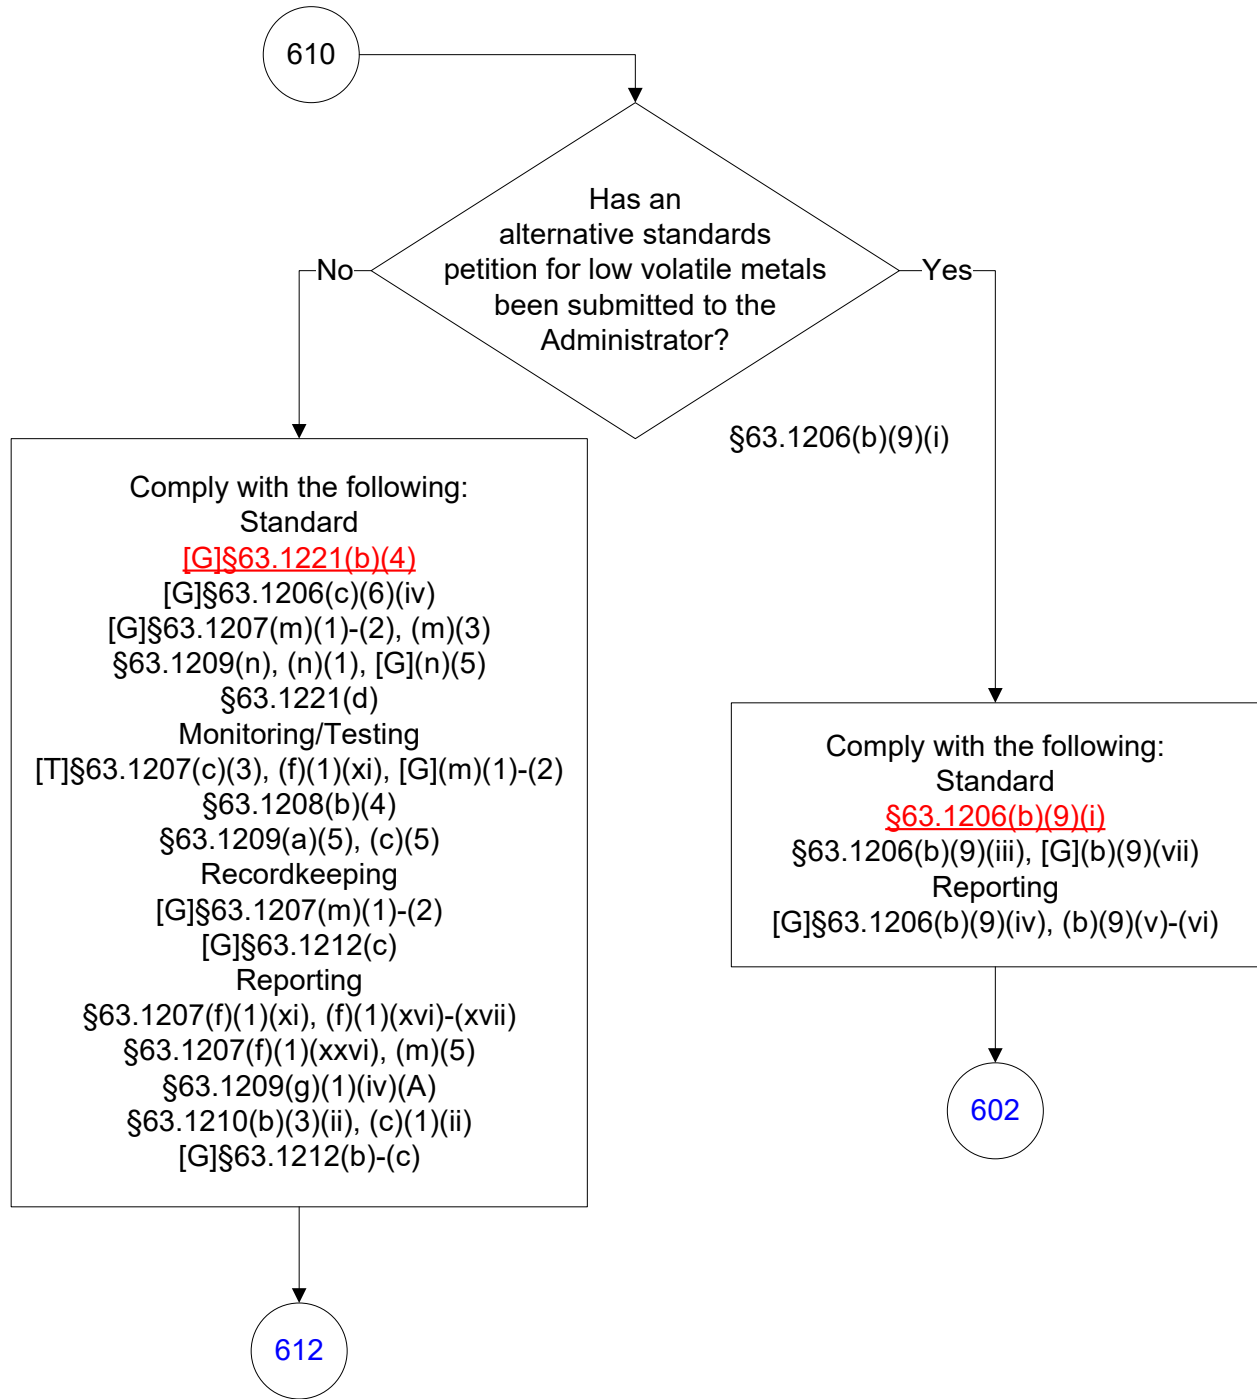 610
Has an
alternative standards
petition for low volatile metals
been submitted to the
Administrator?
No
Yes
§63.1206(b)(9)(i)
Comply with the following:
Standard
[G]§63.1221(b)(4)
[G]§63.1206(c)(6)(iv)
[G]§63.1207(m)(1)-(2), (m)(3)
§63.1209(n), (n)(1), [G](n)(5)
§63.1221(d)
Monitoring/Testing
[T]§63.1207(c)(3), (f)(1)(xi), [G](m)(1)-(2)
§63.1208(b)(4)
§63.1209(a)(5), (c)(5)
Recordkeeping
[G]§63.1207(m)(1)-(2)
[G]§63.1212(c)
Reporting
§63.1207(f)(1)(xi), (f)(1)(xvi)-(xvii)
§63.1207(f)(1)(xxvi), (m)(5)
§63.1209(g)(1)(iv)(A)
§63.1210(b)(3)(ii), (c)(1)(ii)
[G]§63.1212(b)-(c)
Comply with the following:
Standard
§63.1206(b)(9)(i)
§63.1206(b)(9)(iii), [G](b)(9)(vii)
Reporting
[G]§63.1206(b)(9)(iv), (b)(9)(v)-(vi)
602
612